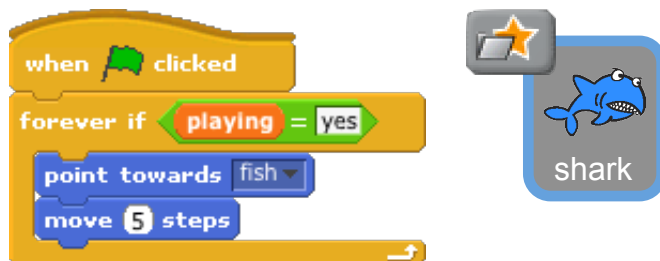 when clicked
forever if playing = yes
point towards fish
move 5 steps
shark